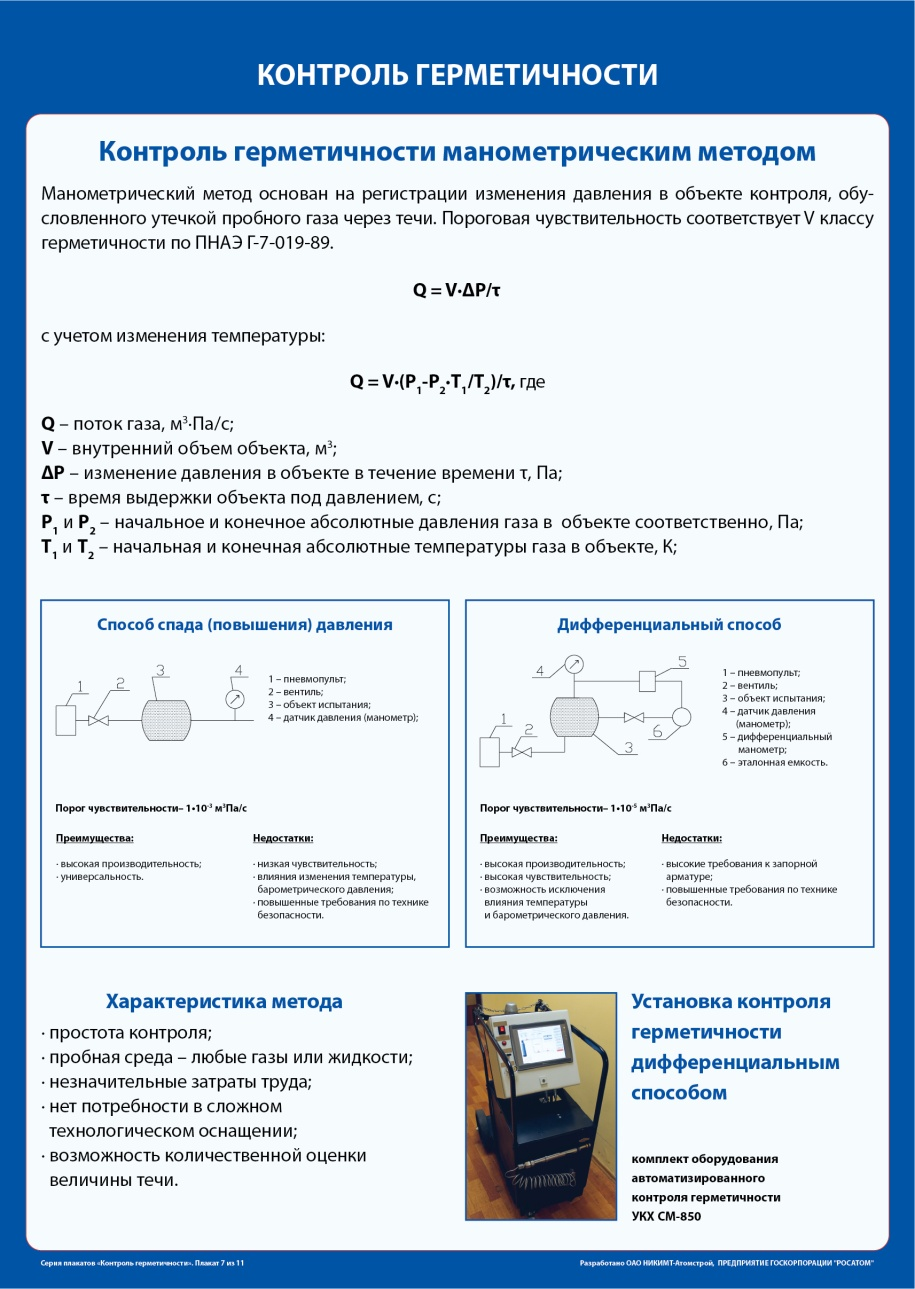 КОНТРОЛЬ ГЕРМЕТИЧНОСТИ
Контроль герметичности манометрическим методом
Манометрический метод основан на регистрации изменения давления в объекте контроля, обу-
словленного утечкой пробного газа через течи. Пороговая чувствительность соответствует V классу
герметичности по ПНАЭ Г-7-019-89.
Q = V·ΔP/τ
с учетом изменения температуры:
Q = V·(P₁-P₂·T₁/T₂)/τ, где
Q – поток газа, м³·Па/с;
V – внутренний объем объекта, м³;
ΔP – изменение давления в объекте в течение времени τ, Па;
τ – время выдержки объекта под давлением, с;
P₁ и P₂ – начальное и конечное абсолютные давления газа в объекте соответственно, Па;
T₁ и T₂ – начальная и конечная абсолютные температуры газа в объекте, К;
Способ спада (повышения) давления
1
2
3
4
1 – пневмопульт;
2 – вентиль;
3 – объект испытания;
4 – датчик давления (манометр);
Порог чувствительности– 1•10⁻³ м³Па/с
Преимущества:
· высокая производительность;
· универсальность.
Недостатки:
· низкая чувствительность;
· влияния изменения температуры,
барометрического давления;
· повышенные требования по технике
безопасности.
Дифференциальный способ
4
5
1
2
3
6
1 – пневмопульт;
2 – вентиль;
3 – объект испытания;
4 – датчик давления
(манометр);
5 – дифференциальный
манометр;
6 – эталонная емкость.
Порог чувствительности– 1•10⁻⁵ м³Па/с
Преимущества:
· высокая производительность;
· высокая чувствительность;
· возможность исключения
влияния температуры
и барометрического давления.
Недостатки:
· высокие требования к запорной
арматуре;
· повышенные требования по технике
безопасности.
Характеристика метода
· простота контроля;
· пробная среда – любые газы или жидкости;
· незначительные затраты труда;
· нет потребности в сложном
технологическом оснащении;
· возможность количественной оценки
величины течи.
Установка контроля
герметичности
дифференциальным
способом
комплект оборудования
автоматизированного
контроля герметичности
УКХ СМ-850
Серия плакатов «Контроль герметичности». Плакат 7 из 11
Разработано ОАО НИКИМТ-Атомстрой, ПРЕДПРИЯТИЕ ГОСКОРПОРАЦИИ "РОСАТОМ"